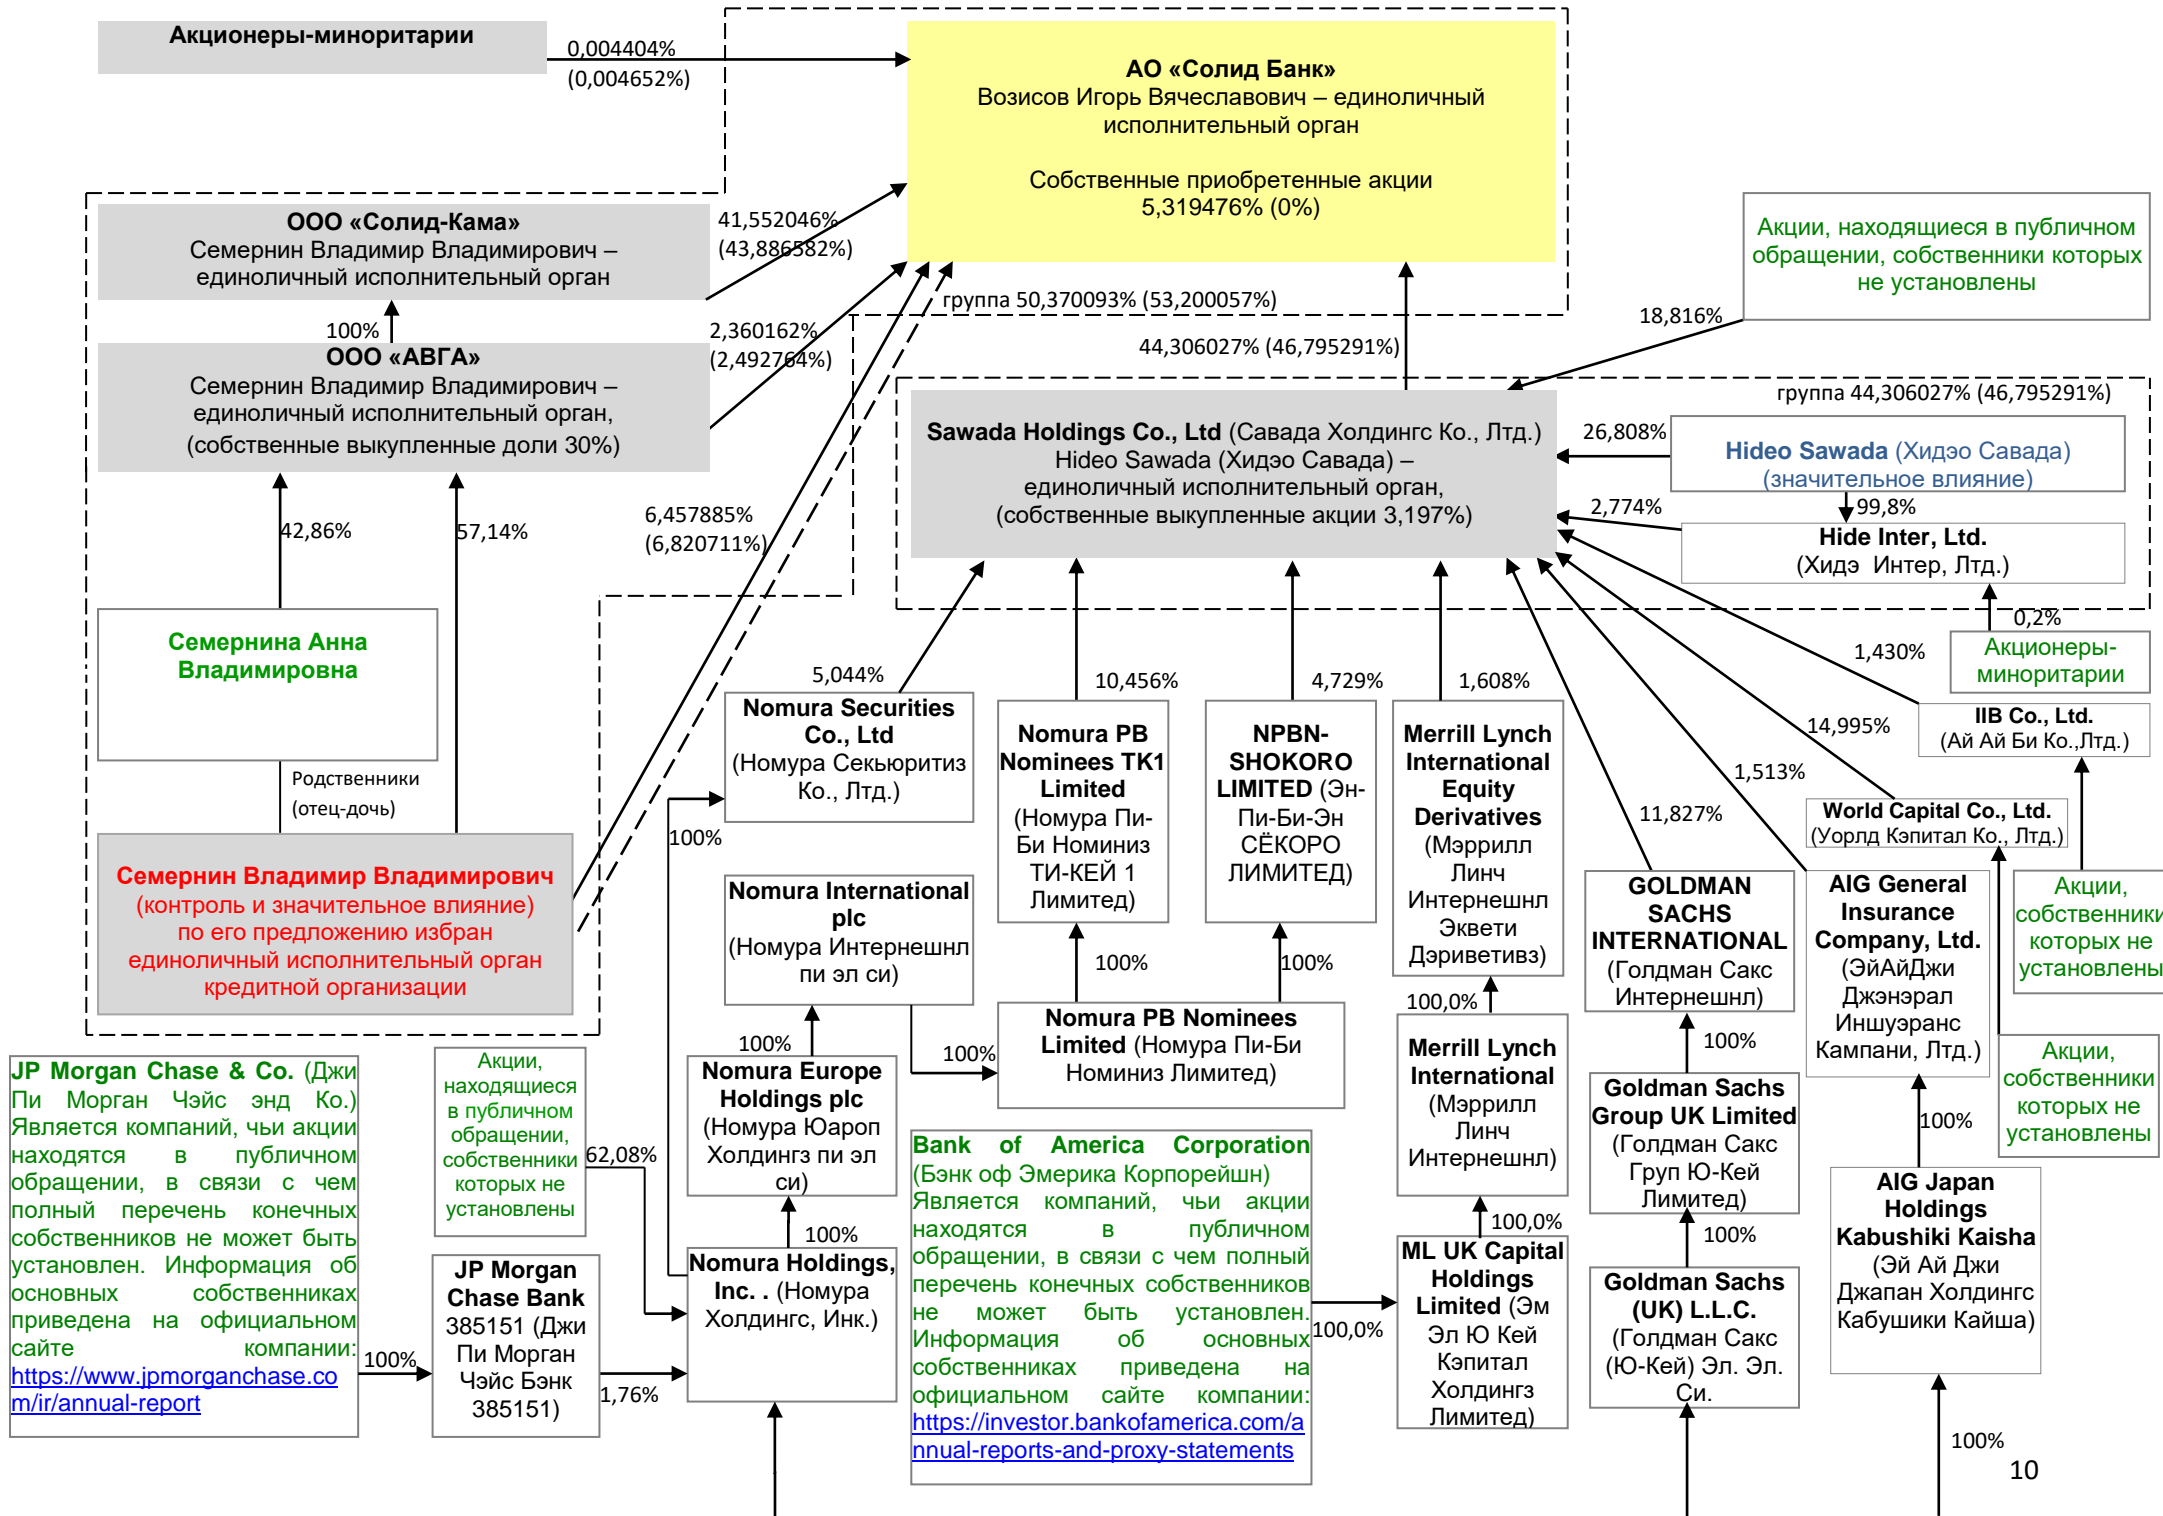 Акционеры-миноритарии
0,004404%
(0,004652%)
АО «Солид Банк»
Возисов Игорь Вячеславович – единоличный
исполнительный орган
Собственные приобретенные акции
5,319476% (0%)
ООО «Солид-Кама»
Семернин Владимир Владимирович –
единоличный исполнительный орган
41,552046%
(43,886582%)
Акции, находящиеся в публичном
обращении, собственники которых
не установлены
группа 50,370093% (53,200057%)
18,816%
100%
2,360162%
(2,492764%)
44,306027% (46,795291%)
ООО «АВГА»
Семернин Владимир Владимирович –
единоличный исполнительный орган,
(собственные выкупленные доли 30%)
группа 44,306027% (46,795291%)
Sawada Holdings Co., Ltd (Савада Холдингс Ко., Лтд.)
Hideo Sawada (Хидэо Савада) –
единоличный исполнительный орган,
(собственные выкупленные акции 3,197%)
26,808%
Hideo Sawada (Хидэо Савада)
(значительное влияние)
2,774%
99,8%
Hide Inter, Ltd.
(Хидэ Интер, Лтд.)
42,86%
57,14%
6,457885%
(6,820711%)
0,2%
Акционеры-
миноритарии
Семернина Анна
Владимировна
1,430%
5,044%
10,456%
4,729%
1,608%
Nomura Securities
Co., Ltd
(Номура Секьюритиз
Ко., Лтд.)
Nomura PB
Nominees TK1
Limited
(Номура Пи-
Би Номиниз
ТИ-КЕЙ 1
Лимитед)
NPBN-
SHOKORO
LIMITED (Эн-
Пи-Би-Эн
СЁКОРО
ЛИМИТЕД)
Merrill Lynch
International
Equity
Derivatives
(Мэррилл
Линч
Интернешнл
Эквети
Дэриветивз)
14,995%
IIB Co., Ltd.
(Ай Ай Би Ко.,Лтд.)
1,513%
11,827%
World Capital Co., Ltd.
(Уорлд Кэпитал Ко., Лтд.)
Родственники
(отец-дочь)
100%
Семернин Владимир Владимирович
(контроль и значительное влияние)
по его предложению избран
единоличный исполнительный орган
кредитной организации
Nomura International
plc
(Номура Интернешнл
пи эл си)
GOLDMAN
SACHS
INTERNATIONAL
(Голдман Сакс
Интернешнл)
AIG General
Insurance
Company, Ltd.
(ЭйАйДжи
Джэнэрал
Иншуэранс
Кампани, Лтд.)
Акции,
собственники
которых не
установлены
100%
100%
100,0%
100%
100%
Nomura PB Nominees
Limited (Номура Пи-Би
Номиниз Лимитед)
Merrill Lynch
International
(Мэррилл
Линч
Интернешнл)
100%
Акции,
собственники
которых не
установлены
JP Morgan Chase & Co. (Джи
Пи Морган Чэйс энд Ко.)
Является компаний, чьи акции
находятся в публичном
обращении, в связи с чем
полный перечень конечных
собственников не может быть
установлен. Информация об
основных собственниках
приведена на официальном
сайте компании:
https://www.jpmorganchase.co
m/ir/annual-report
Акции,
находящиеся
в публичном
обращении,
собственники
которых не
установлены
62,08%
Nomura Europe
Holdings plc
(Номура Юароп
Холдингз пи эл
си)
Goldman Sachs
Group UK Limited
(Голдман Сакс
Груп Ю-Кей
Лимитед)
100%
Bank of America Corporation
(Бэнк оф Эмерика Корпорейшн)
Является компаний, чьи акции
находятся в публичном
обращении, в связи с чем полный
перечень конечных собственников
не может быть установлен.
Информация об основных
собственниках приведена на
официальном сайте компании:
https://investor.bankofamerica.com/a
nnual-reports-and-proxy-statements
AIG Japan
Holdings
Kabushiki Kaisha
(Эй Ай Джи
Джапан Холдингс
Кабушики Кайша)
100%
100,0%
100%
JP Morgan
Chase Bank
385151 (Джи
Пи Морган
Чэйс Бэнк
385151)
Nomura Holdings,
Inc. . (Номура
Холдингс, Инк.)
ML UK Capital
Holdings
Limited (Эм
Эл Ю Кей
Кэпитал
Холдингз
Лимитед)
Goldman Sachs
(UK) L.L.C.
(Голдман Сакс
(Ю-Кей) Эл. Эл.
Си.
100,0%
100%
1,76%
100%
10